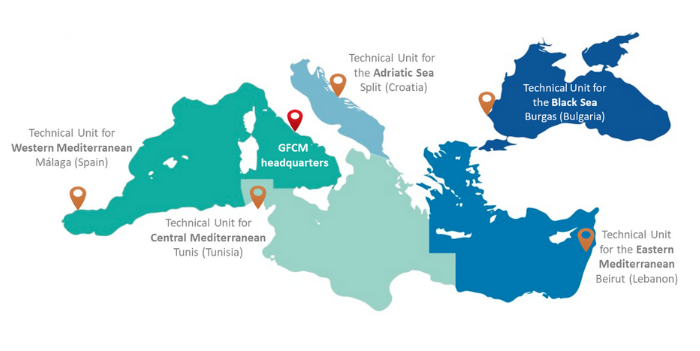 Technical Unit for
the Adriatic Sea
Split (Croatia)
Technical Unit for
the Black Sea
Burgas (Bulgaria)
Technical Unit for
Western Mediterranean
Málaga (Spain)
GFCM
headquarters
Technical Unit for
Central Mediterranean
Tunis (Tunisia)
Technical Unit
for the Eastern
Mediterranean
Beirut (Lebanon)